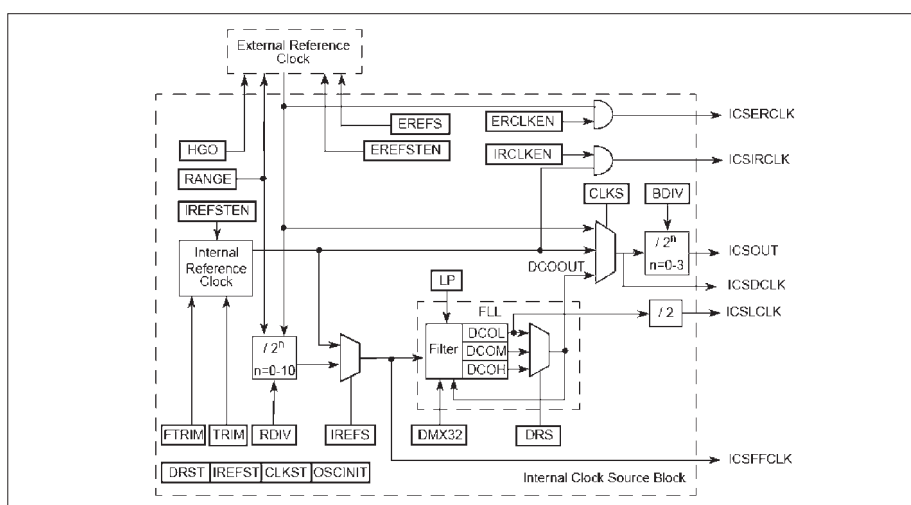 External Reference
Clock
EREFS
ERCLKEN
ICSERCLK
HGO
EREFSTEN
IRCLKEN
ICSIRCLK
RANGE
CLKS
BDIV
IREFSTEN
Internal
Reference
Clock
/ 2ⁿ
n=0-3
ICSOUT
DCOOUT
LP
ICSDCLK
FLL
/ 2
ICSLCLK
/ 2ⁿ
n=0-10
Filter
DCOL
DCOM
DCOH
FTRIM
TRIM
RDIV
IREFS
DMX32
DRS
ICSFFCLK
DRST IREFST CLKST OSCINIT
Internal Clock Source Block